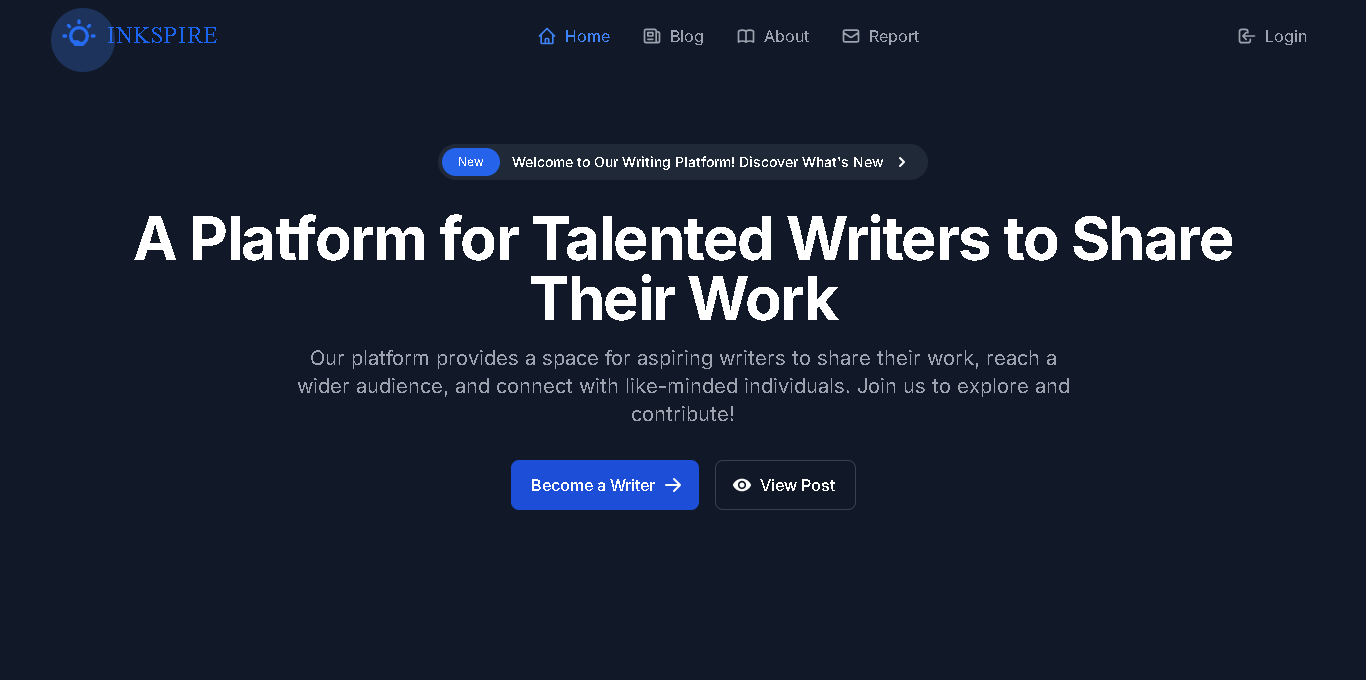 INKSPIRE
Home
Blog
About
Report
Login
New
Welcome to Our Writing Platform! Discover What's New
A Platform for Talented Writers to Share
Their Work
Our platform provides a space for aspiring writers to share their work, reach a
wider audience, and connect with like-minded individuals. Join us to explore and
contribute!
Become a Writer
View Post